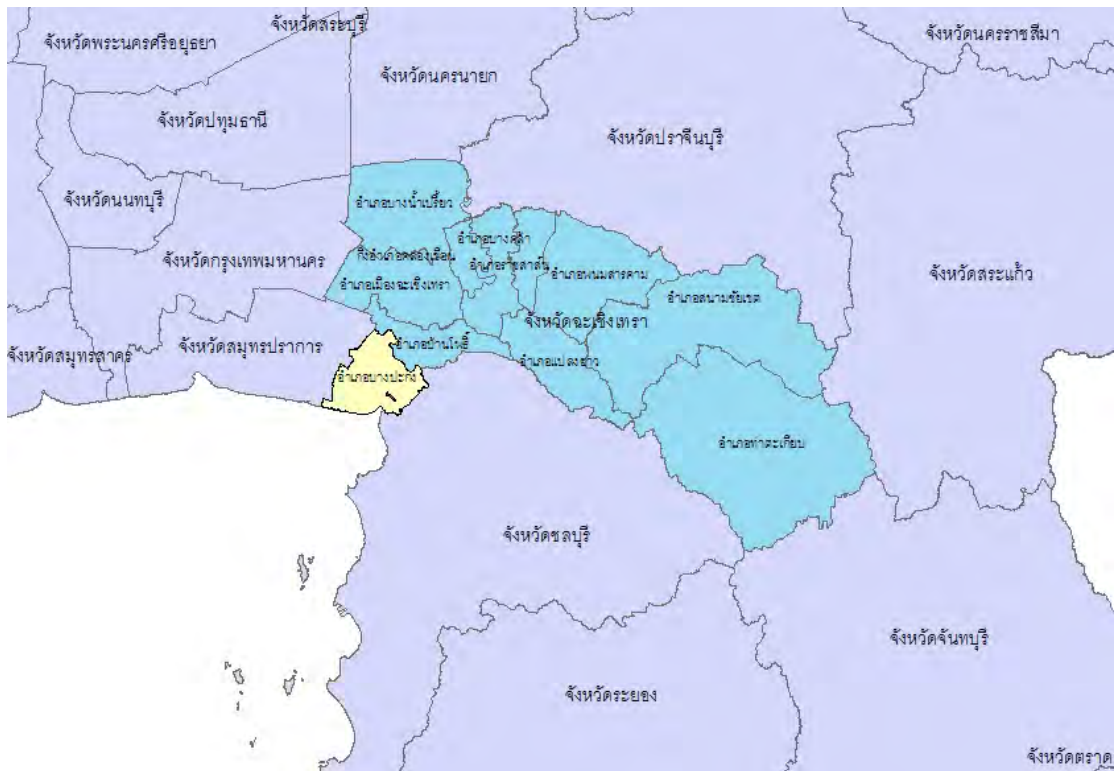 จังหวัดสระบุรี
จังหวัดนครราชสีมา
จังหวัดพระนครศรีอยุธยา
จังหวัดนครนายก
จังหวัดปทุมธานี
จังหวัดปราจีนบุรี
จังหวัดนนทบุรี
อำเภอบางน้ำเปรี้ยว
อำเภอบางคล้า
จังหวัดกรุงเทพมหานคร
กิ่งอำเภอคลองเขื่อน
อำเภอราชสาส์น
อำเภอพนมสารคาม
จังหวัดสระแก้ว
อำเภอเมืองฉะเชิงเทรา
อำเภอสนามชัยเขต
จังหวัดฉะเชิงเทรา
จังหวัดสมุทรสาคร
จังหวัดสมุทรปราการ
อำเภอบ้านโพธิ์
อำเภอแปลงยาว
อำเภอบางปะกง
อำเภอท่าตะเกียบ
จังหวัดชลบุรี
จังหวัดจันทบุรี
จังหวัดระยอง
จังหวัดตราด